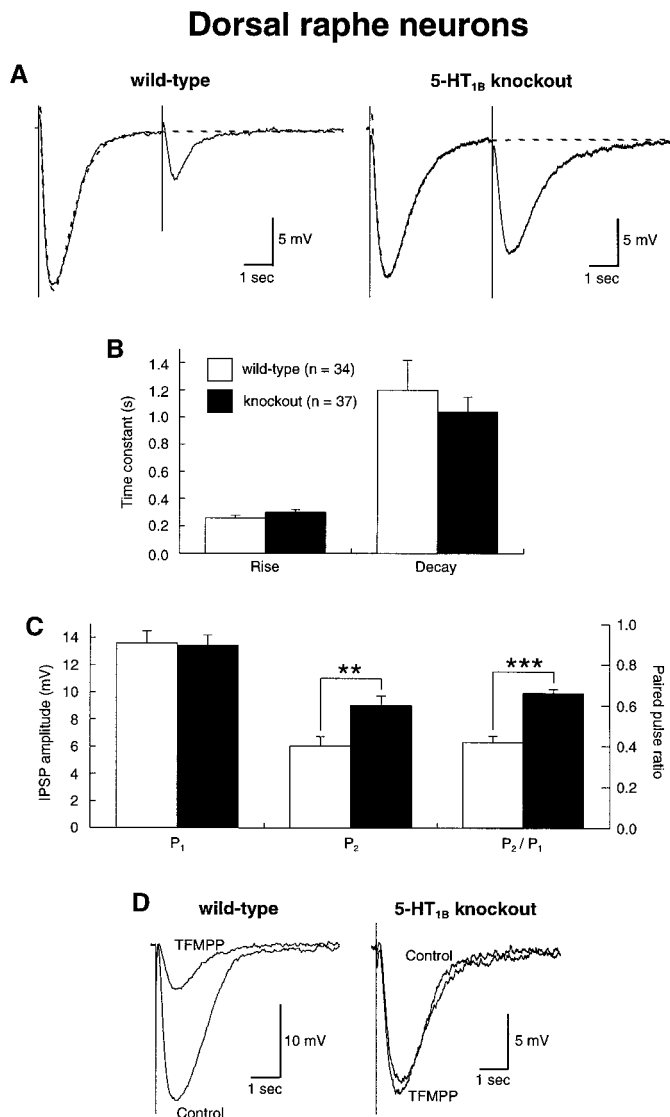 Dorsal raphe neurons
A
wild-type
5-HT1B knockout
5 mV
1 sec
5 mV
1 sec
B
Time constant (s)
1.4
1.2
1.0
0.8
0.6
0.4
0.2
0.0
wild-type (n = 34)
knockout (n = 37)
Rise
Decay
C
IPSP amplitude (mV)
14
12
10
8
6
4
2
0
**
***
1.0
0.8
0.6
0.4
0.2
0.0
Paired pulse ratio
P1
P2
P2 / P1
D
wild-type
5-HT1B knockout
TFMPP
Control
10 mV
1 sec
Control
TFMPP
5 mV
1 sec